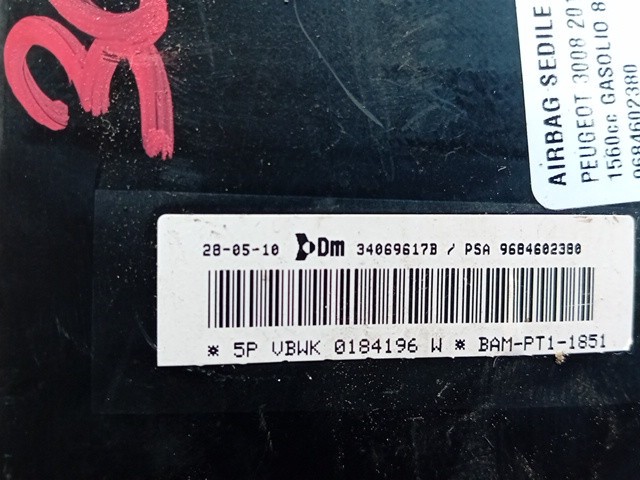 AIRBAG SEDILE
PEUGEOT 3008
1560cc GASOLIO
9684602380
28-05-10 Dm 34069617B / PSA 9684602380
* 5P VBWK 0184196 W * BAM-PT1-1851